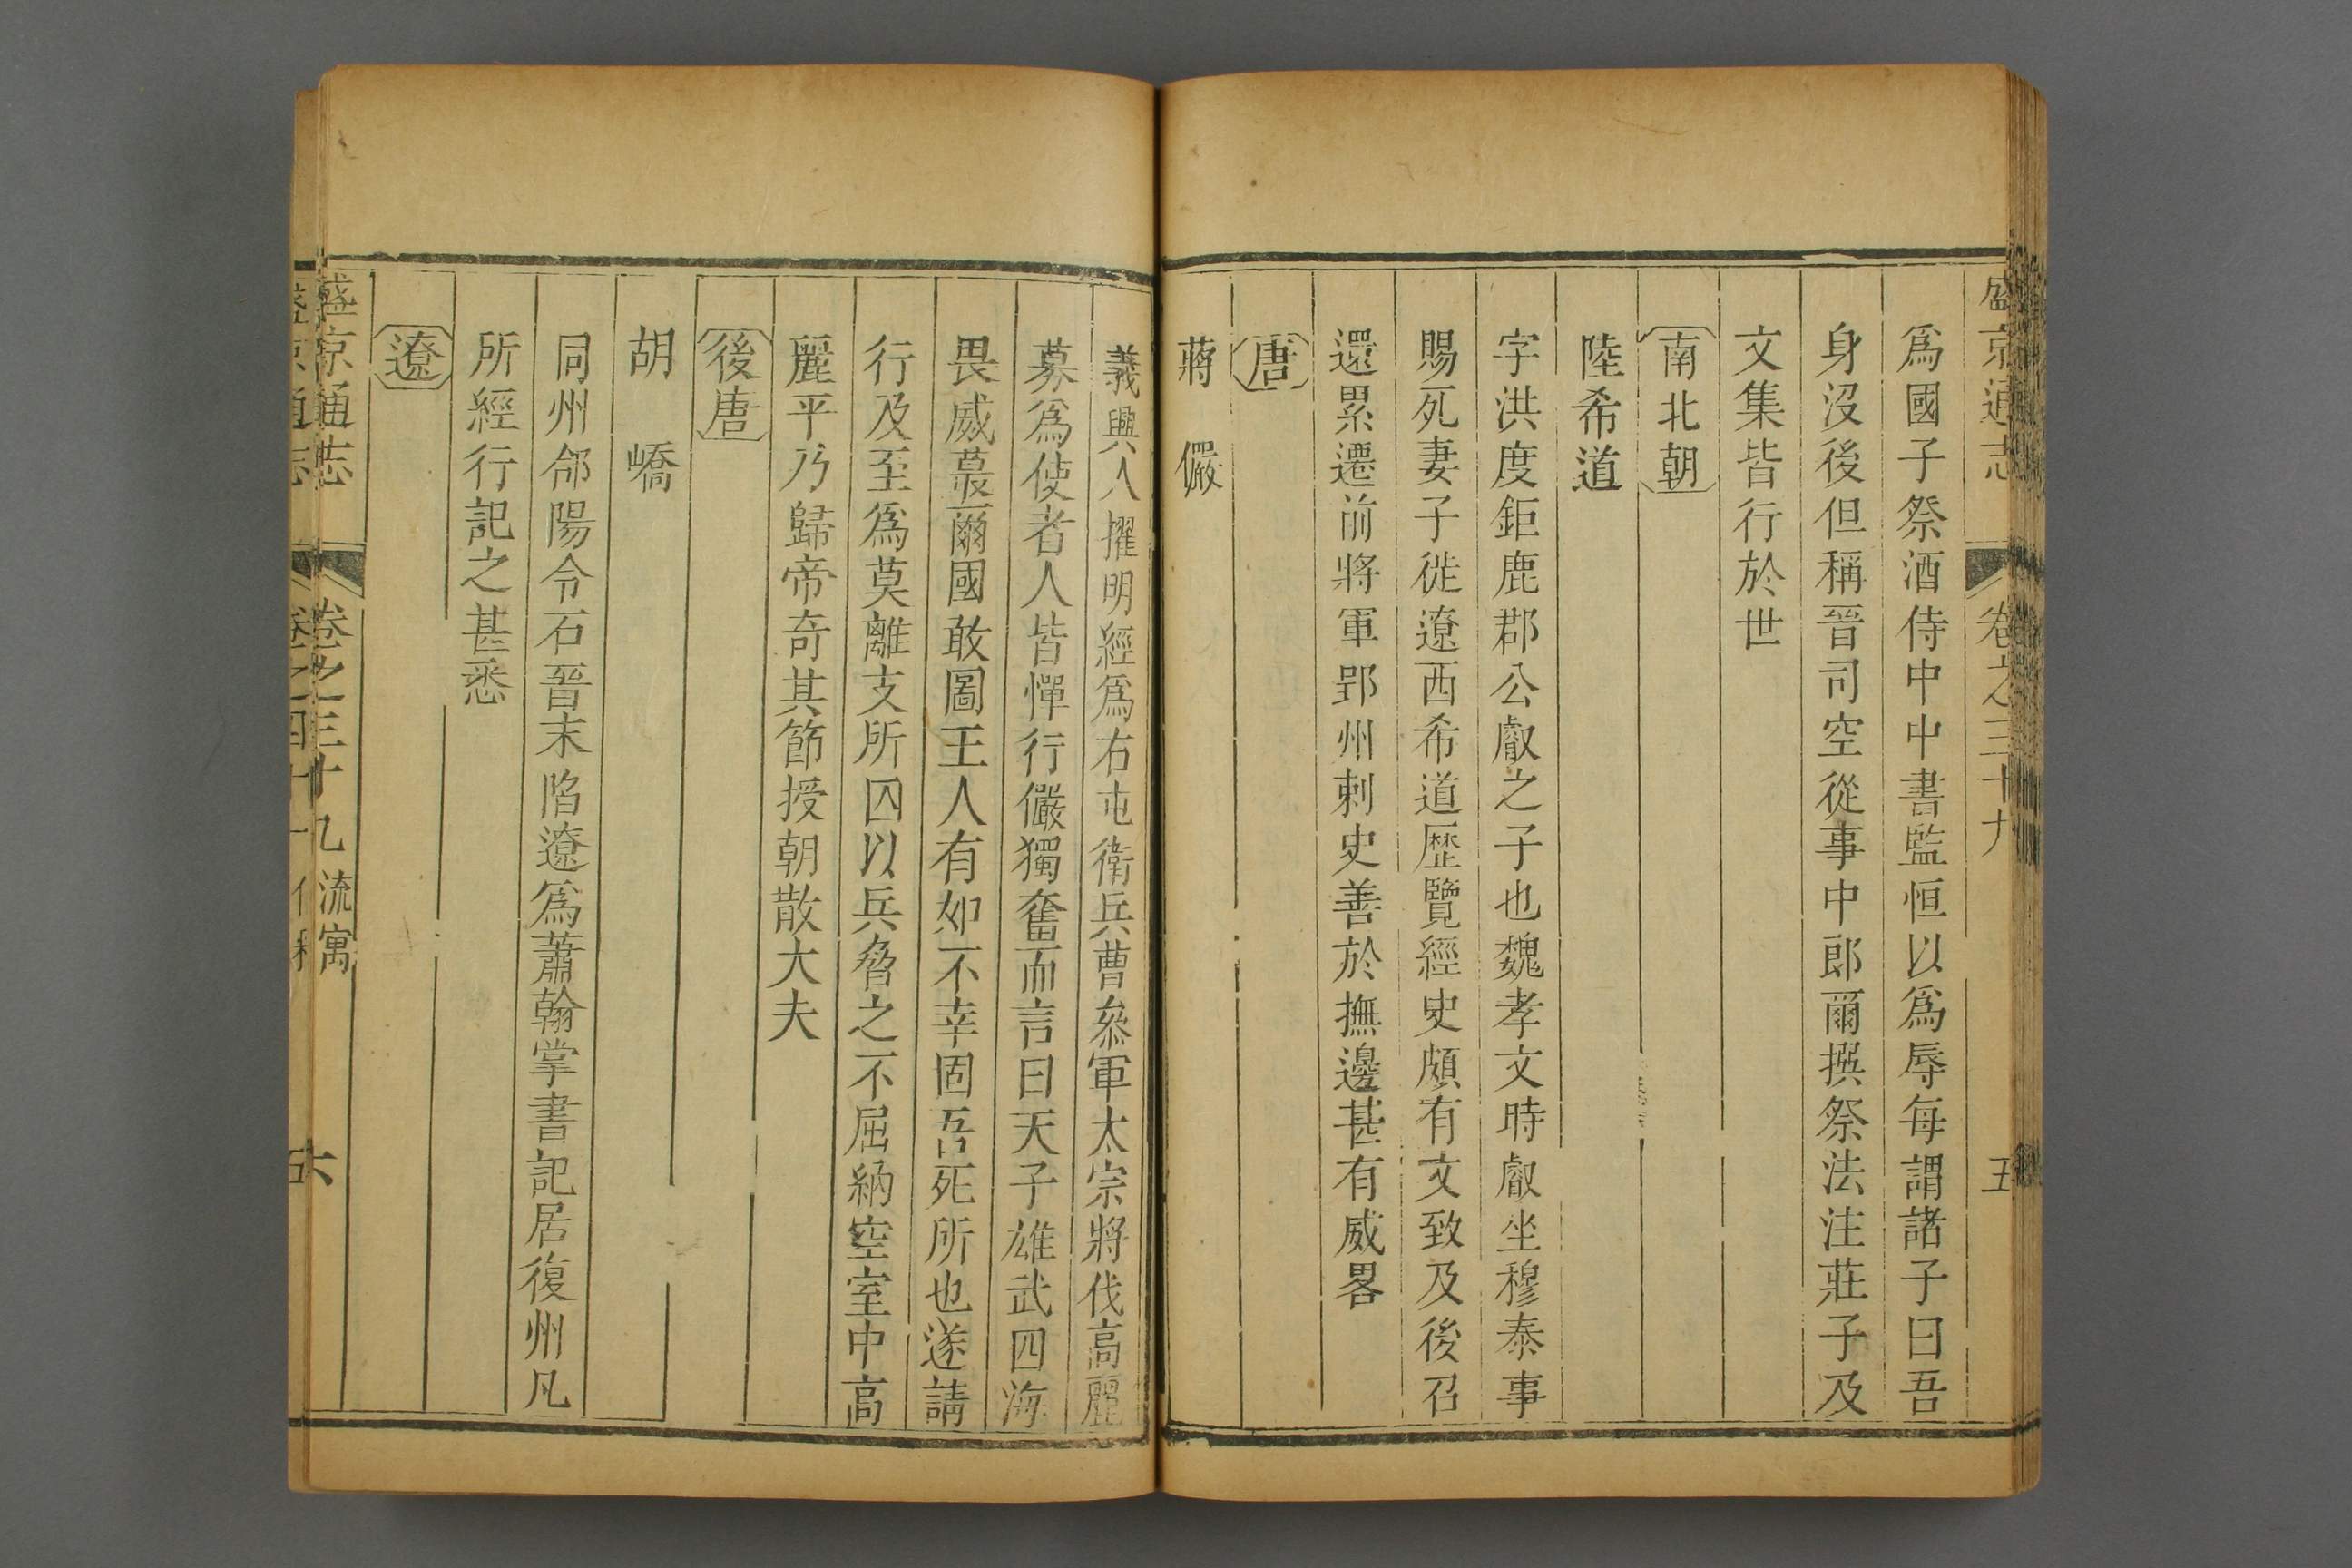 盛京通志 卷之三十九 五
爲國子祭酒侍中中書監恒以爲辱每謂諸子曰吾
身沒後但稱晉司空從事中郎爾撰祭法注莊子及
文集皆行於世
南北朝
陸希道
字洪度鉅鹿郡公叡之子也魏孝文時叡坐穆泰事
賜死妻子徙遼西希道歷覽經史頗有文致及後召
還累遷前將軍郢州刺史善於撫邊甚有威畧
唐
蔣儼
義興人擢明經爲右屯衛兵曹叅軍太宗將伐高麗
募爲使者人皆憚行儼獨奮而言曰天子雄武四海
畏威蕞爾國敢圖王人有如不幸固吾死所也遂請
行及至爲莫離支所囚以兵脅之不屈納空室中高
麗平乃歸帝奇其節授朝散大夫
後唐
胡嶠
同州郃陽令石晉末陷遼爲蕭翰掌書記居復州凡
所經行記之甚悉
遼
盛京通志 卷之三十九 流寓 六